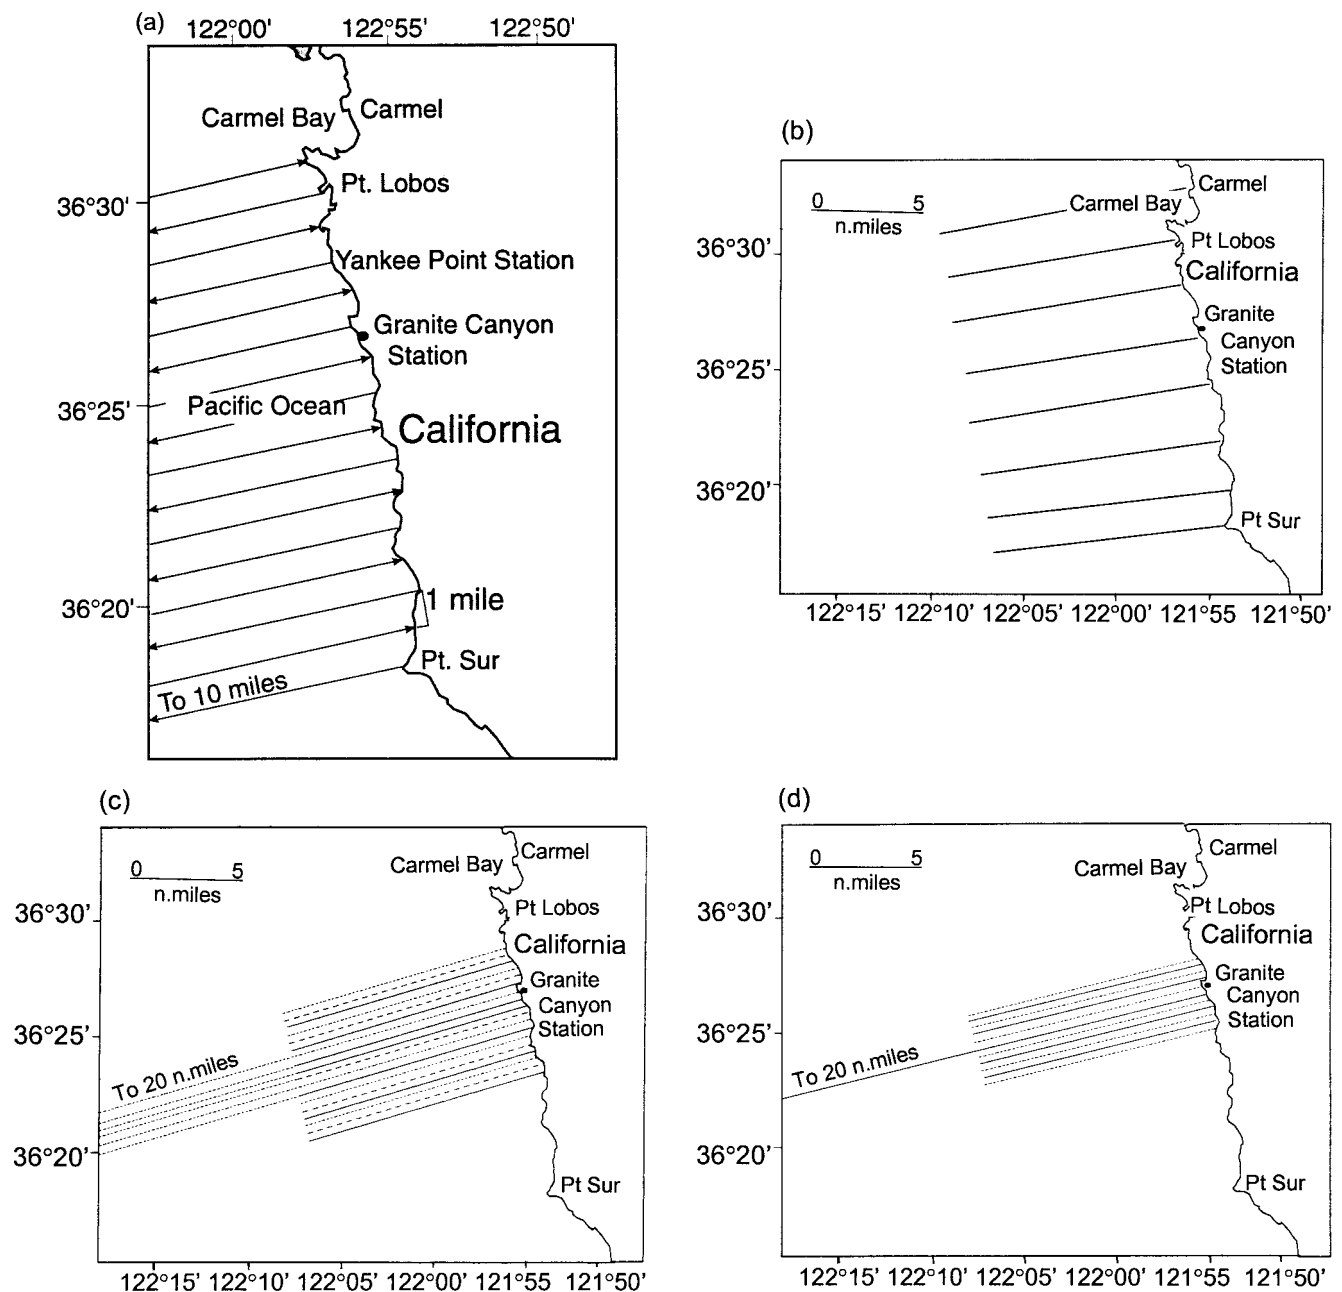 (a)
122°00' 122°55' 122°50'
Carmel Bay
Carmel
Pt. Lobos
36°30'
Yankee Point Station
Granite Canyon
Station
Pacific Ocean
36°25'
California
1 mile
36°20'
Pt. Sur
To 10 miles
(b)
0 5
n.miles
Carmel
Carmel Bay
36°30'
Pt Lobos
California
Granite
Canyon
Station
36°25'
36°20'
Pt Sur
122°15' 122°10' 122°05' 122°00' 121°55' 121°50'
(c)
0 5
n.miles
Carmel Bay
Carmel
36°30'
Pt Lobos
California
Granite
Canyon
Station
36°25'
To 20 n.miles
36°20'
Pt Sur
122°15' 122°10' 122°05' 122°00' 121°55' 121°50'
(d)
0 5
n.miles
Carmel Bay
Carmel
36°30'
Pt Lobos
California
Granite
Canyon
Station
36°25'
To 20 n.miles
36°20'
Pt Sur
122°15' 122°10' 122°05' 122°00' 121°55' 121°50'